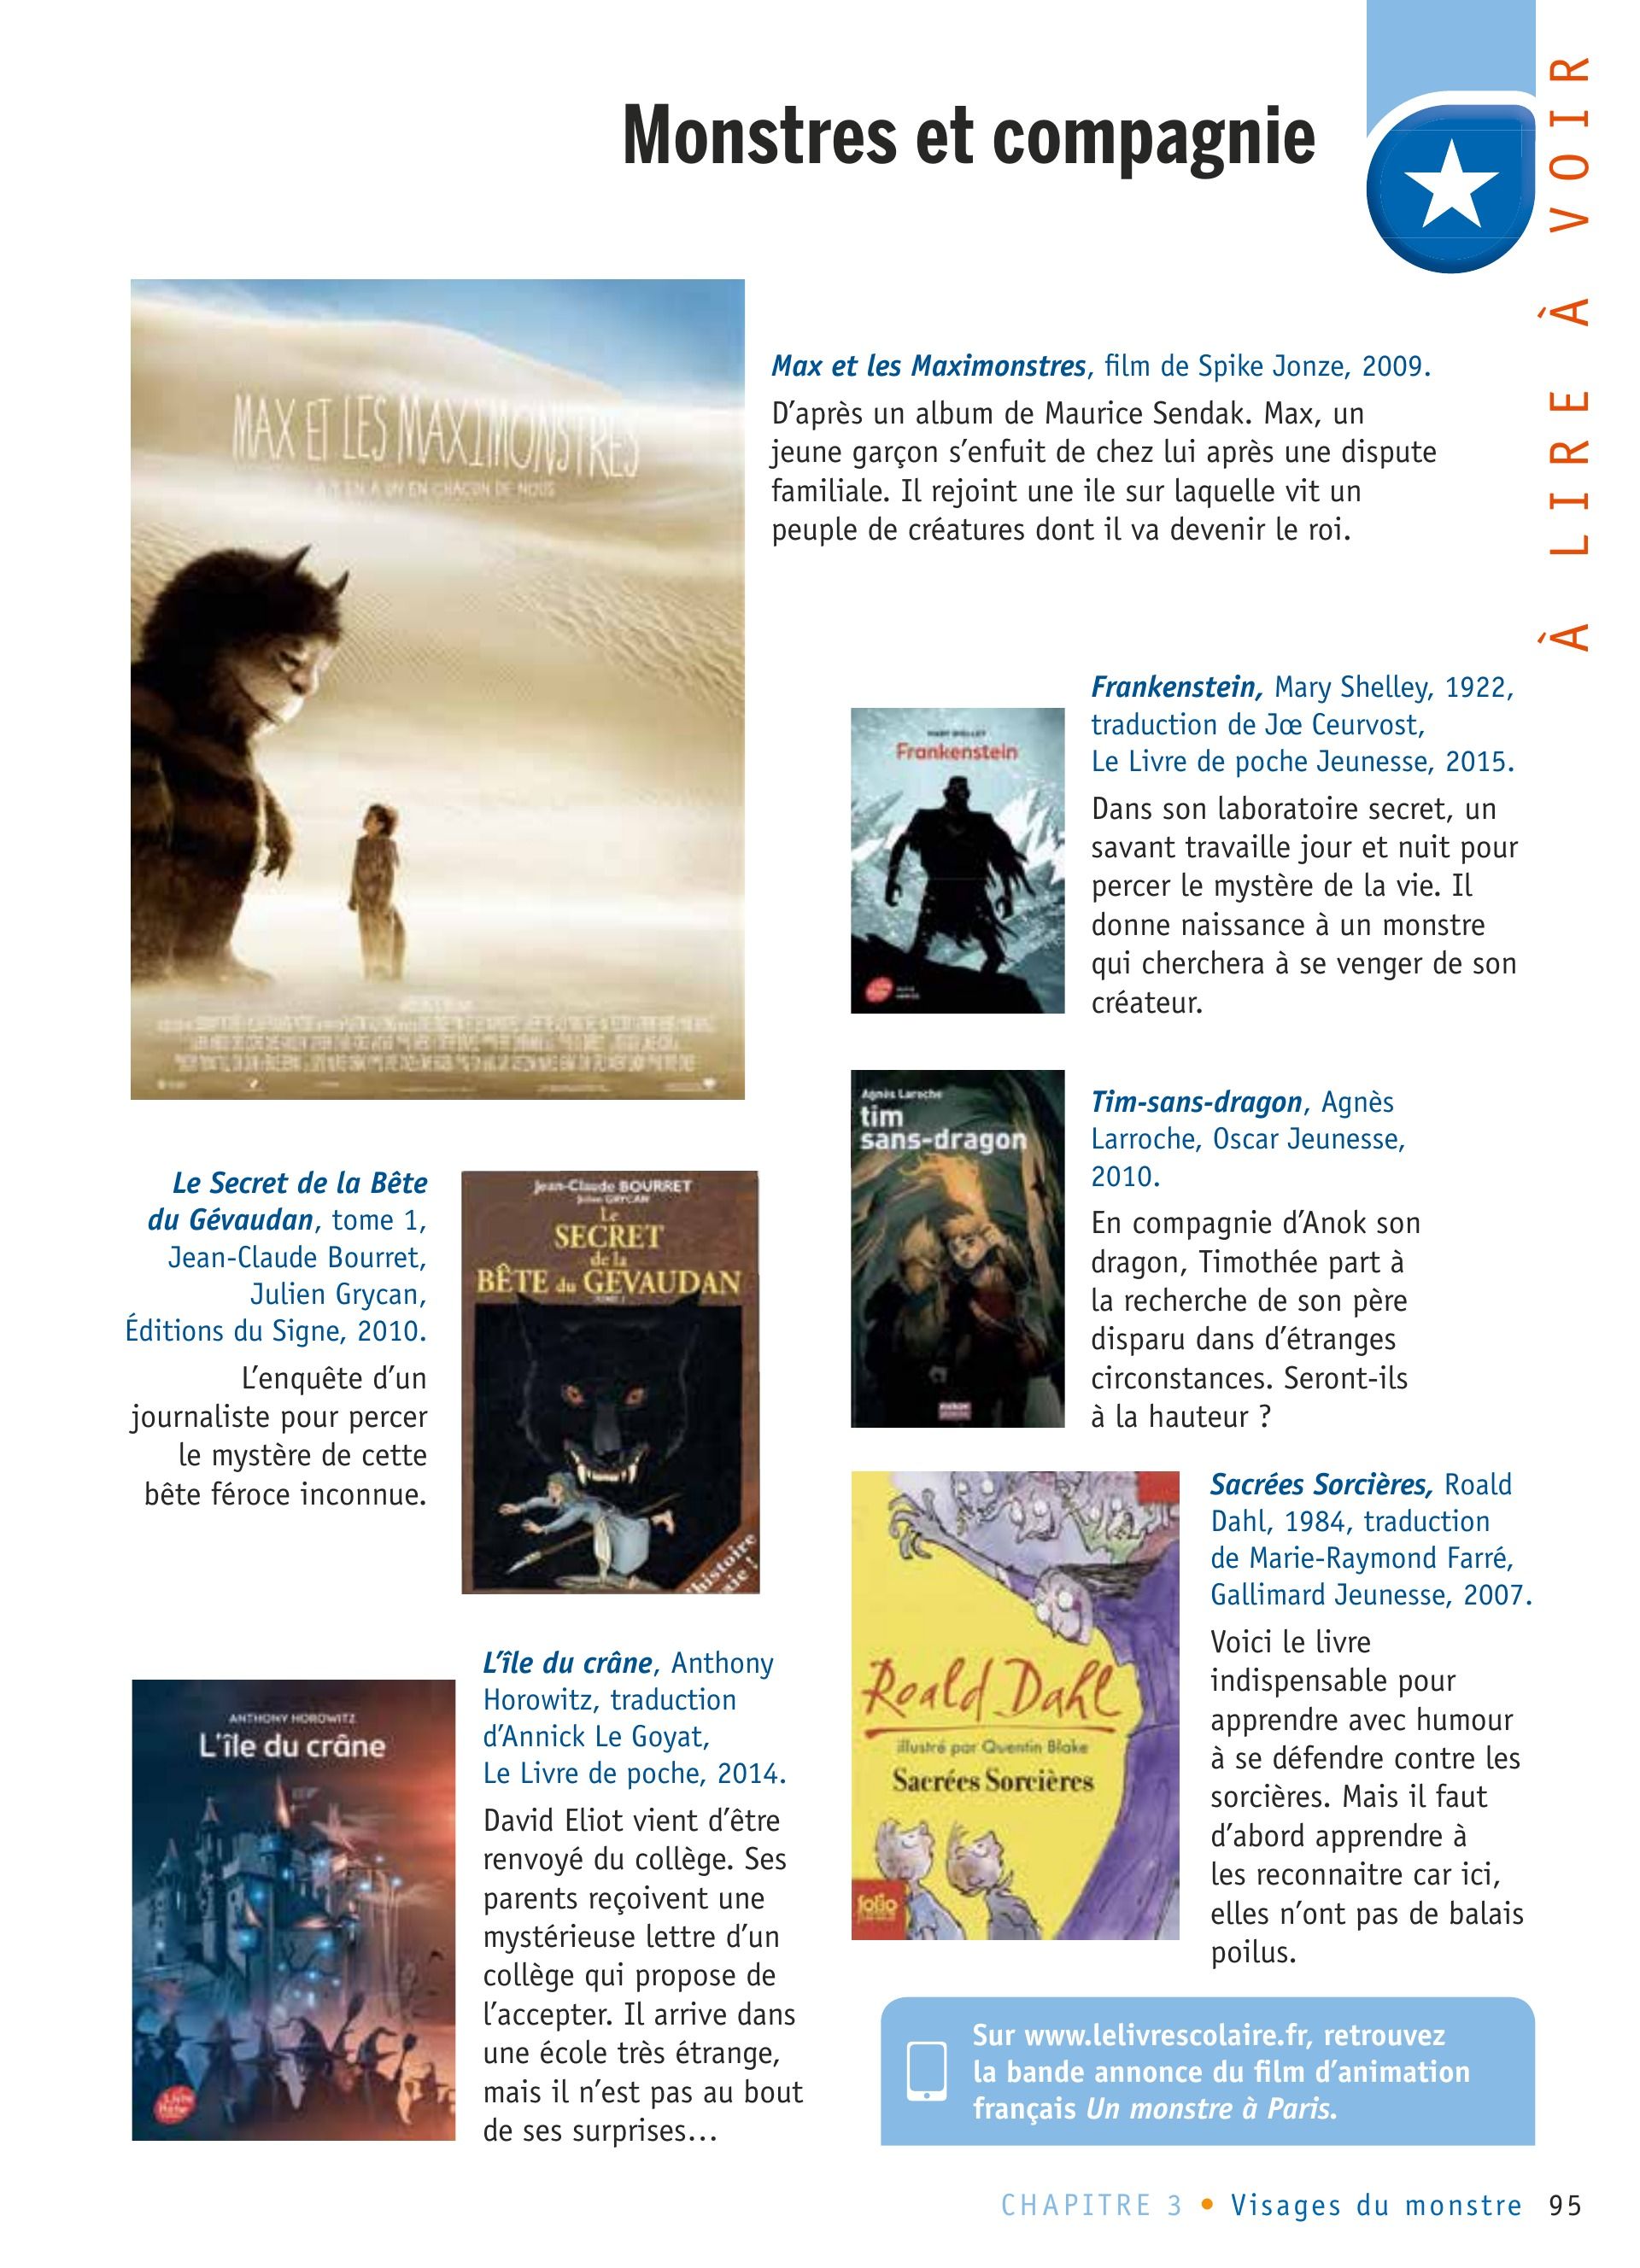 Monstres et compagnie
À LIRE À VOIR
MAX ET LES MAXIMONSTRES
Max et les Maximonstres, film de Spike Jonze, 2009.
D’après un album de Maurice Sendak. Max, un
jeune garçon s’enfuit de chez lui après une dispute
familiale. Il rejoint une ile sur laquelle vit un
peuple de créatures dont il va devenir le roi.
MARY SHELLEY
Frankenstein
Frankenstein, Mary Shelley, 1922,
traduction de Jœ Ceurvost,
Le Livre de poche Jeunesse, 2015.
Dans son laboratoire secret, un
savant travaille jour et nuit pour
percer le mystère de la vie. Il
donne naissance à un monstre
qui cherchera à se venger de son
créateur.
Agnès Laroche
tim
sans-dragon
Tim-sans-dragon, Agnès
Larroche, Oscar Jeunesse,
2010.
En compagnie d’Anok son
dragon, Timothée part à
la recherche de son père
disparu dans d’étranges
circonstances. Seront-ils
à la hauteur ?
Le Secret de la Bête
du Gévaudan, tome 1,
Jean-Claude Bourret,
Julien Grycan,
Éditions du Signe, 2010.
L’enquête d’un
journaliste pour percer
le mystère de cette
bête féroce inconnue.
Jean-Claude BOURRET
Julien GRYCAN
Le
SECRET
de la
BÊTE du GEVAUDAN
histoire
Roald Dahl
illustré par Quentin Blake
Sacrées Sorcières
folio
Sacrées Sorcières, Roald
Dahl, 1984, traduction
de Marie-Raymond Farré,
Gallimard Jeunesse, 2007.
Voici le livre
indispensable pour
apprendre avec humour
à se défendre contre les
sorcières. Mais il faut
d’abord apprendre à
les reconnaitre car ici,
elles n’ont pas de balais
poilus.
ANTHONY HOROWITZ
L'île du crâne
L’île du crâne, Anthony
Horowitz, traduction
d’Annick Le Goyat,
Le Livre de poche, 2014.
David Eliot vient d’être
renvoyé du collège. Ses
parents reçoivent une
mystérieuse lettre d’un
collège qui propose de
l’accepter. Il arrive dans
une école très étrange,
mais il n’est pas au bout
de ses surprises…
Sur www.lelivrescolaire.fr, retrouvez
la bande annonce du film d’animation
français Un monstre à Paris.
CHAPITRE 3 • Visages du monstre 95